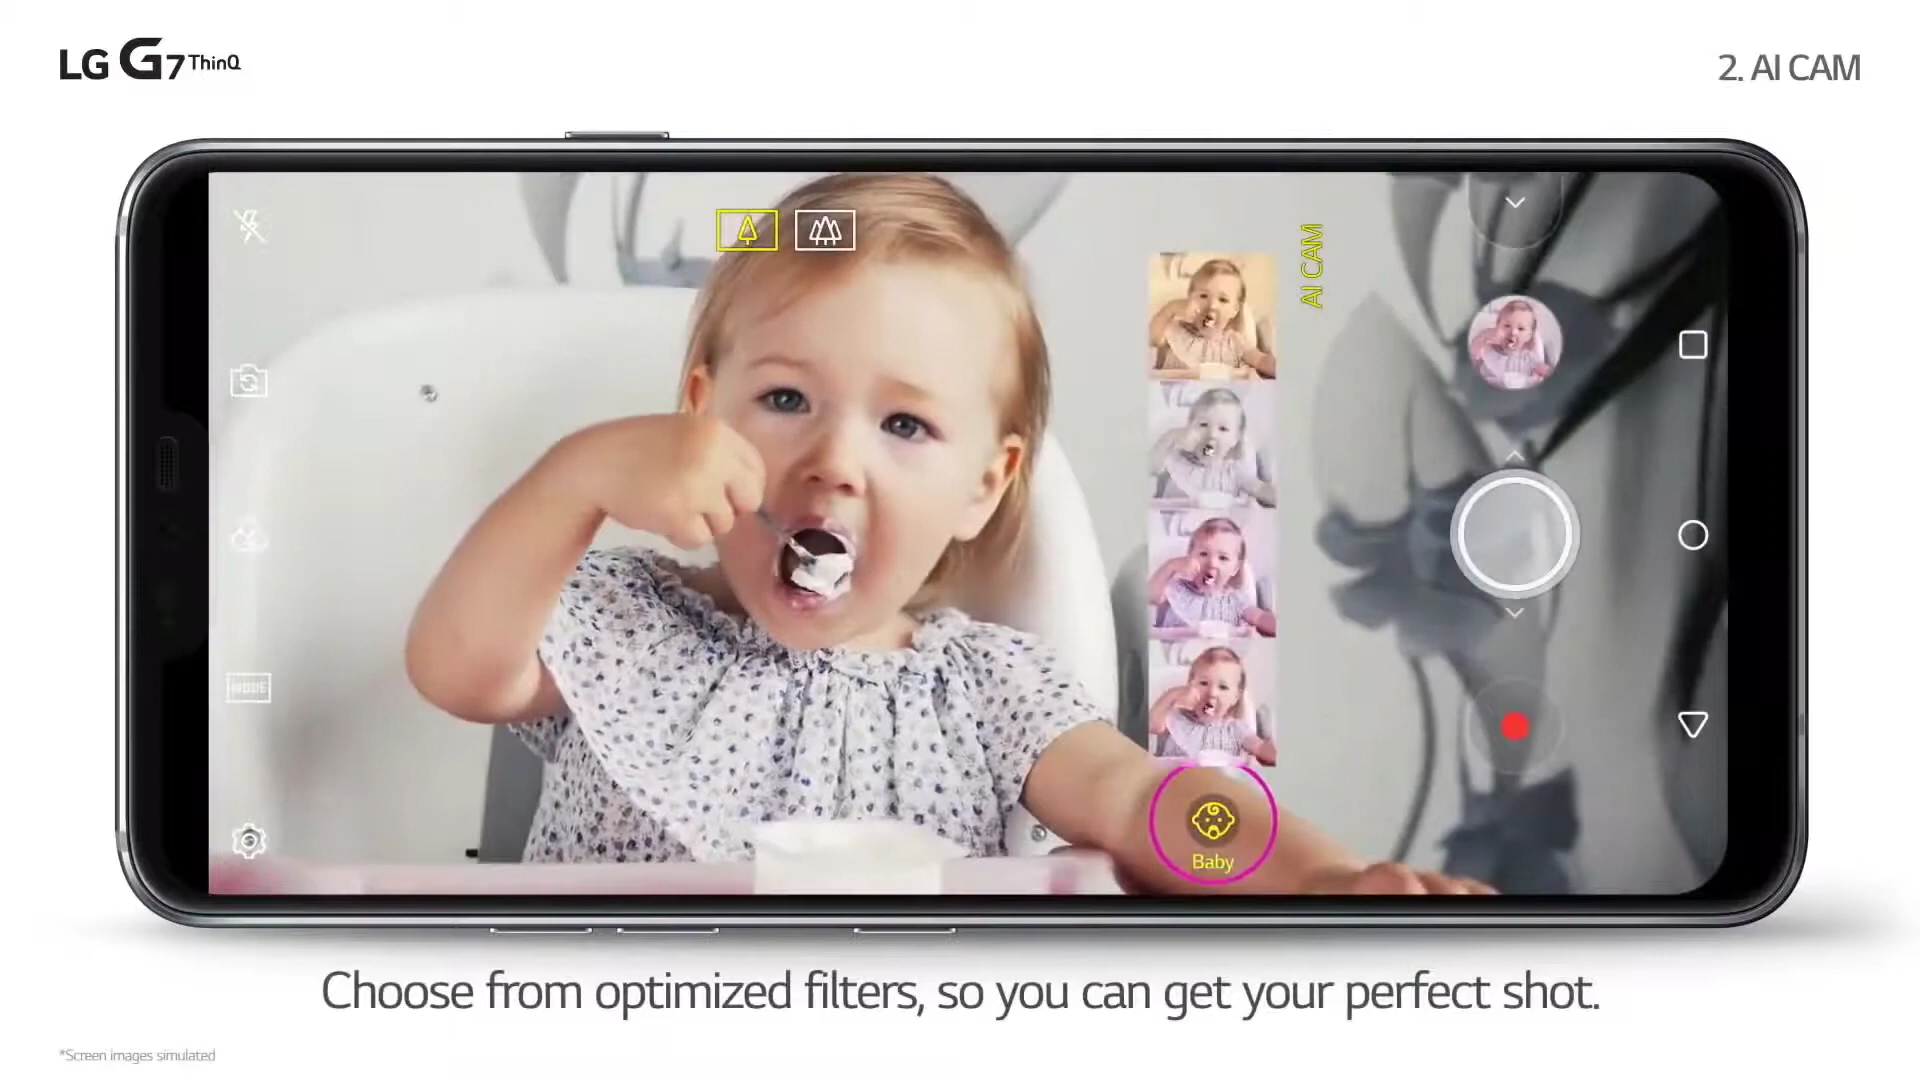 LG G7 ThinQ
2. AI CAM
AI CAM
MODE
Baby
Choose from optimized filters, so you can get your perfect shot.
*Screen images simulated